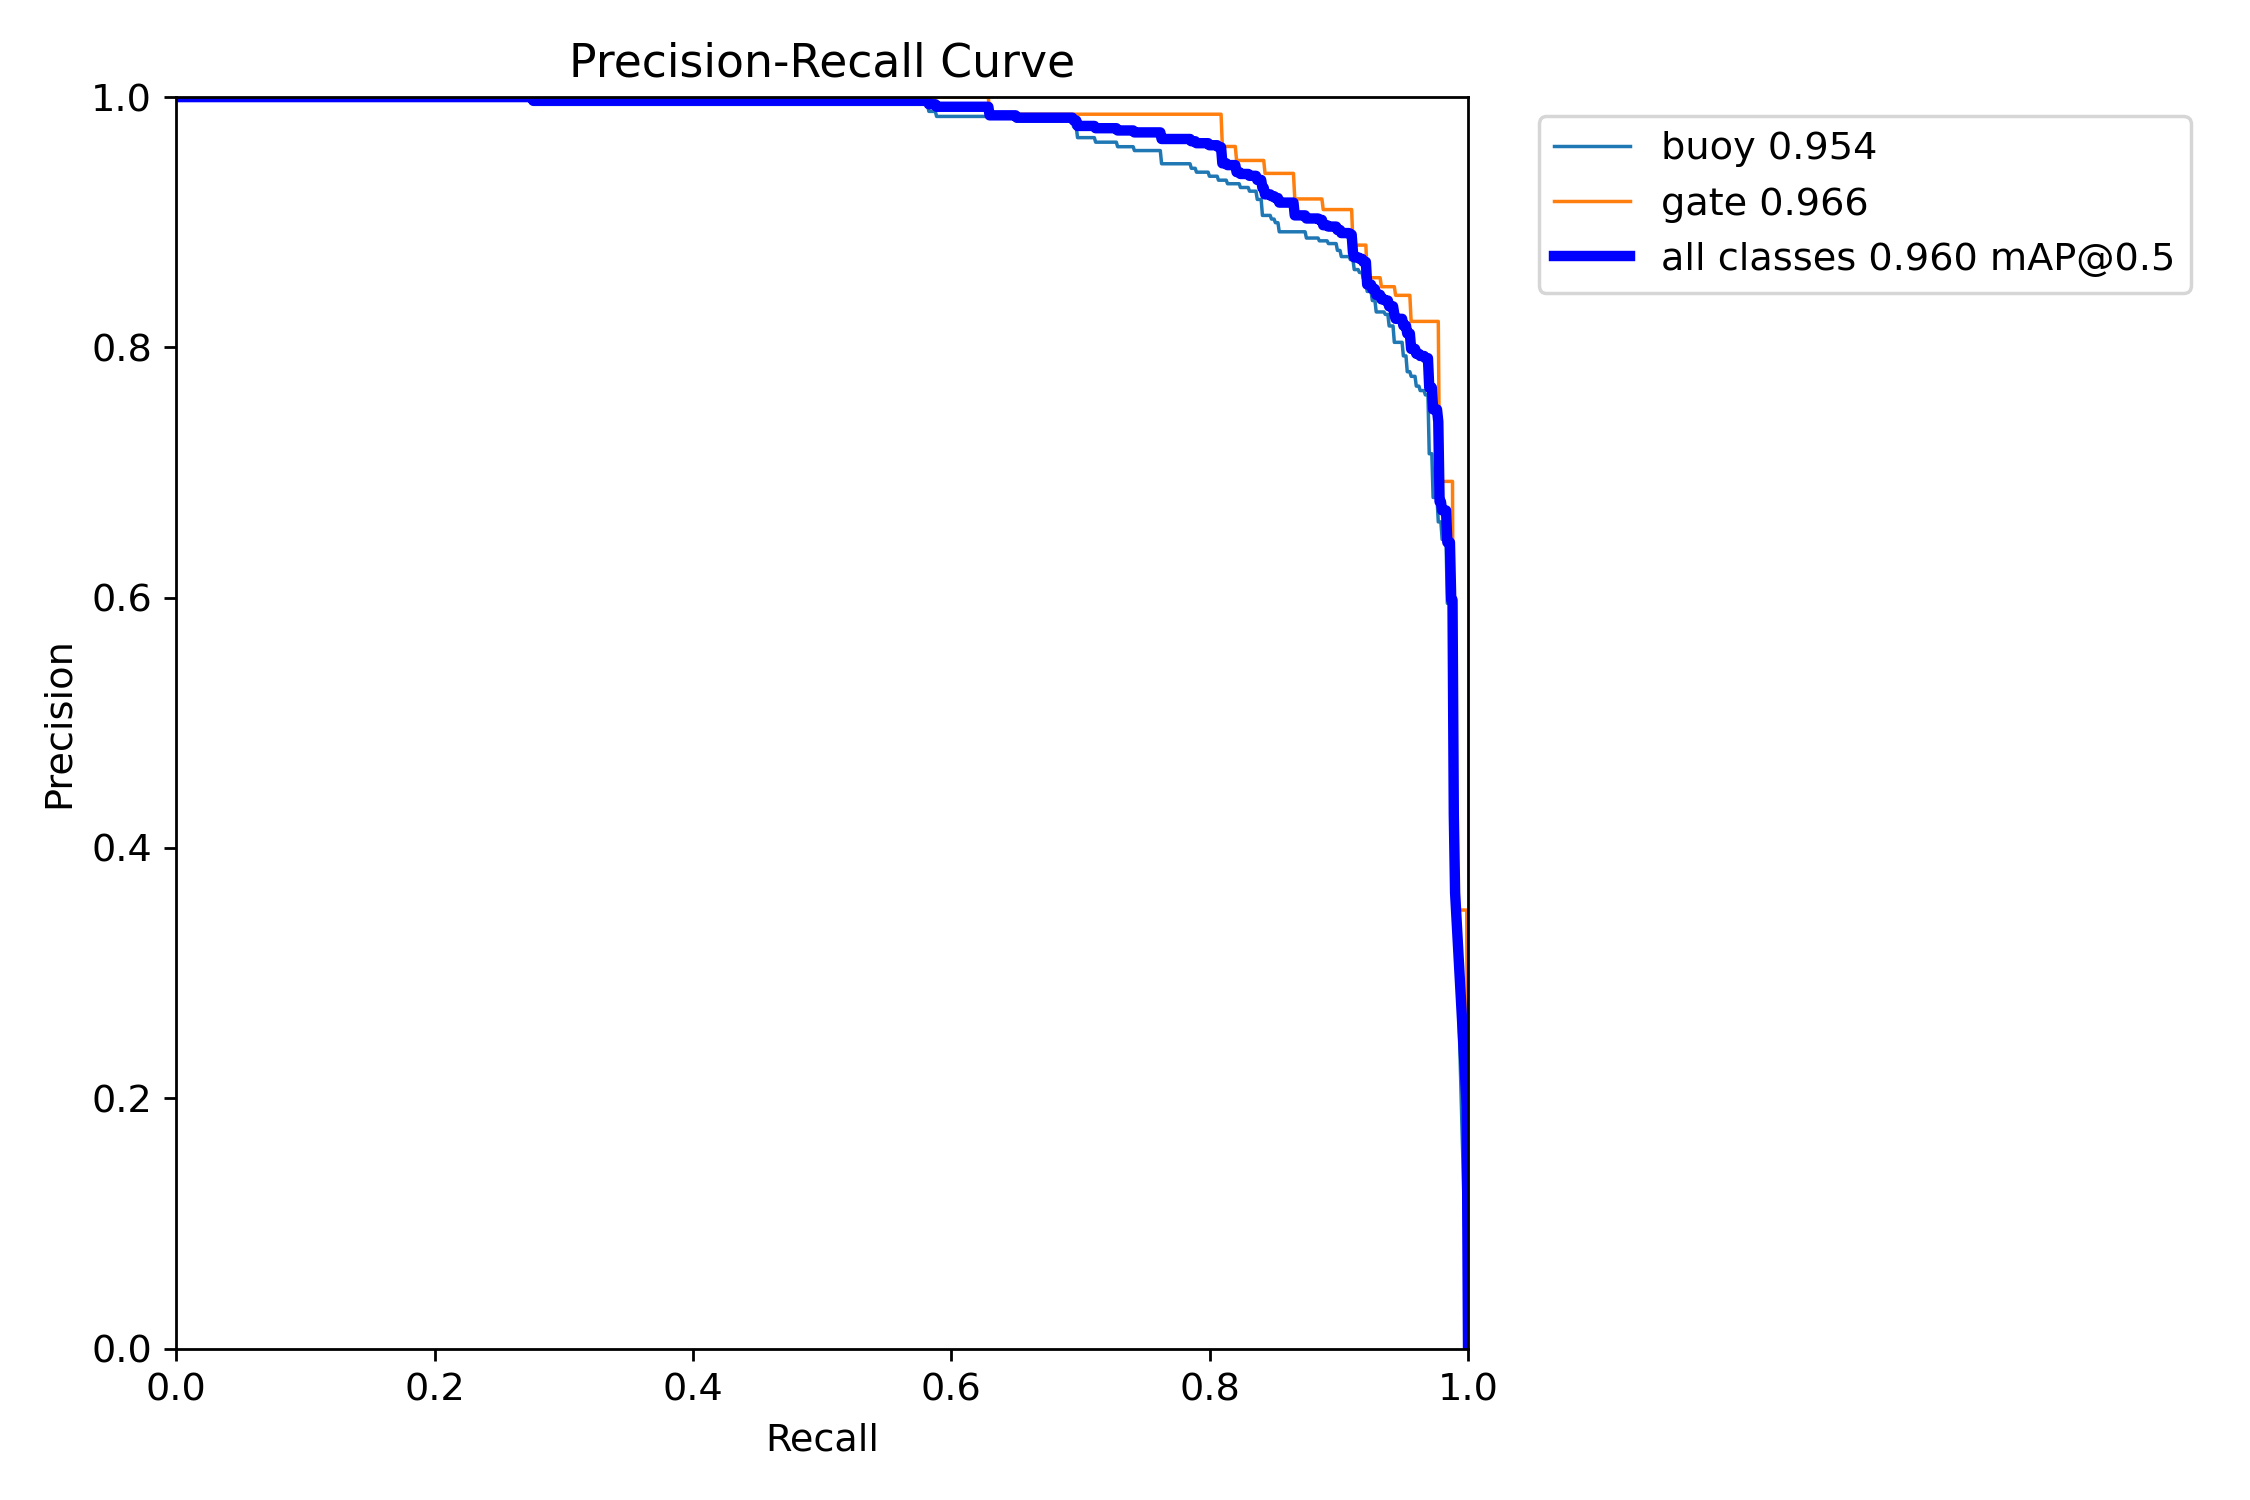 Precision-Recall Curve
1.0
0.8
0.6
0.4
0.2
0.0
Precision
0.0 0.2 0.4 0.6 0.8 1.0
Recall
buoy 0.954
gate 0.966
all classes 0.960 mAP@0.5